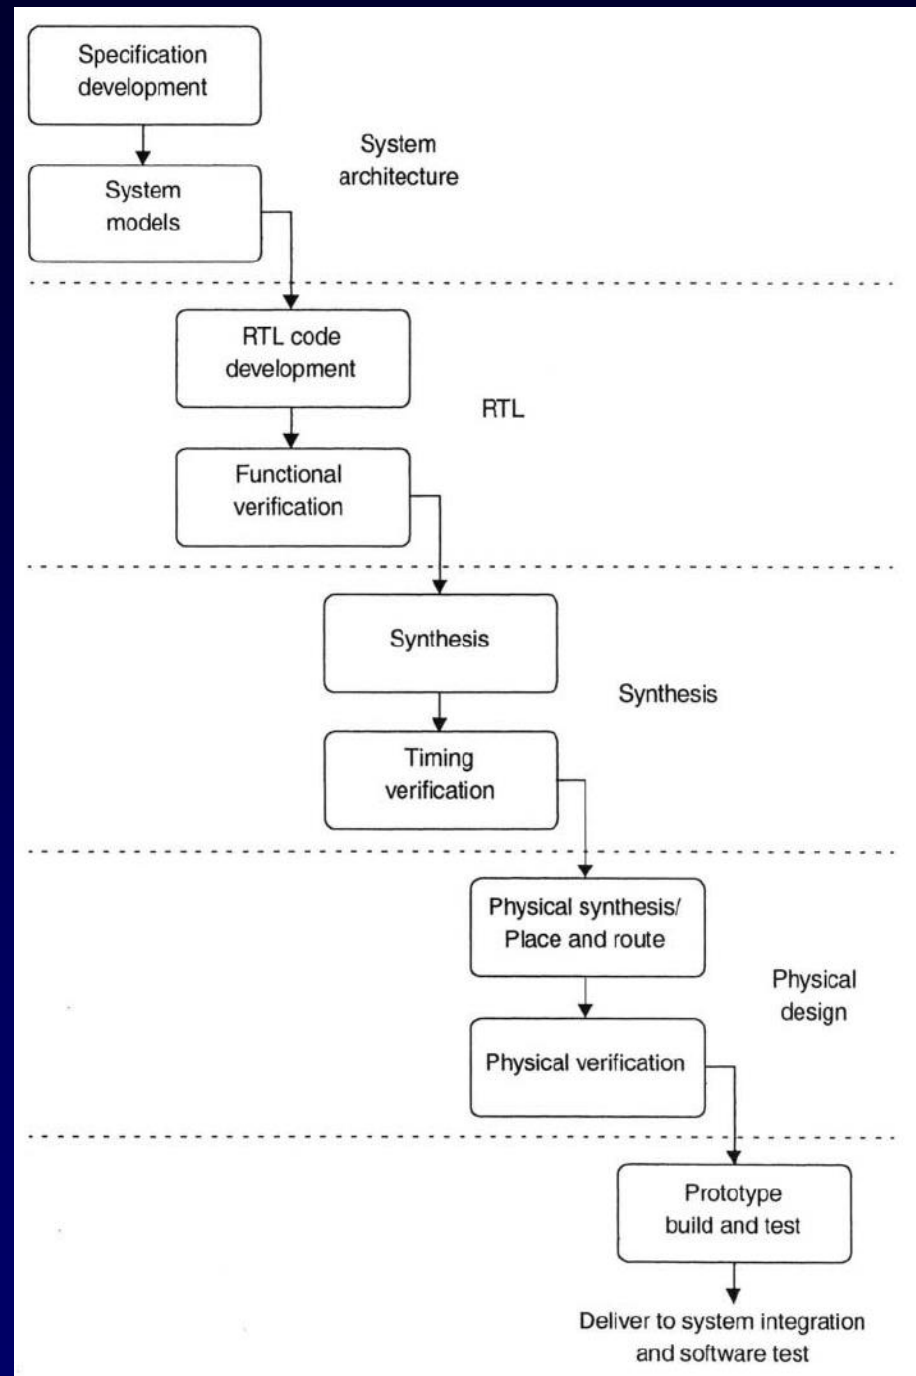 Specification
development
System
architecture
System
models
RTL code
development
RTL
Functional
verification
Synthesis
Synthesis
Timing
verification
Physical synthesis/
Place and route
Physical
design
Physical verification
Prototype
build and test
Deliver to system integration
and software test